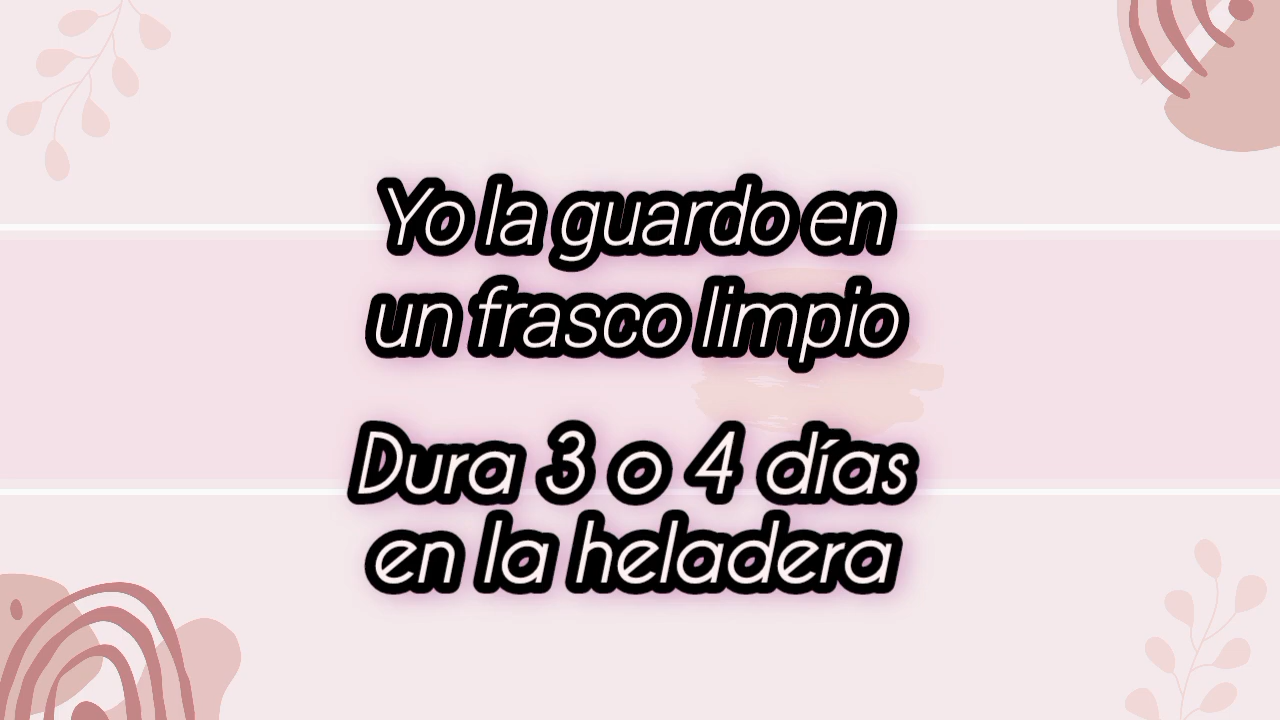 Yo la guardo en
un frasco limpio
Dura 3 o 4 días
en la heladera